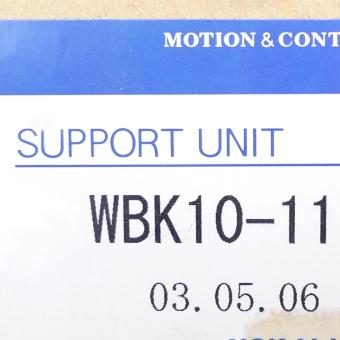 MOTION & CONT
SUPPORT UNIT
WBK10-11
03.05.06